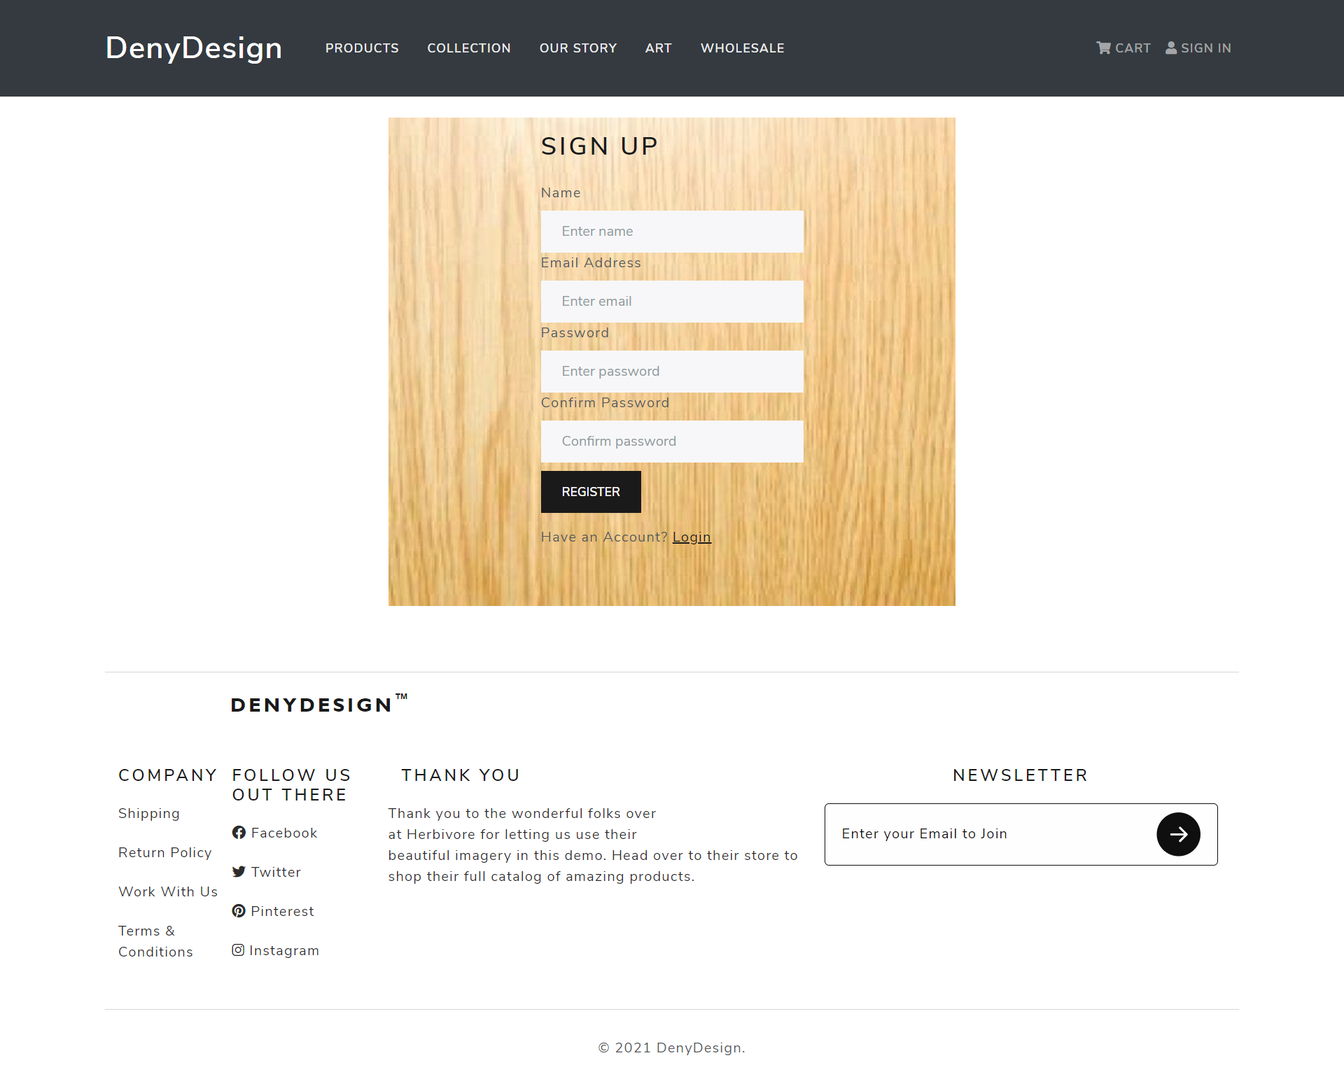 DenyDesign
PRODUCTS
COLLECTION
OUR STORY
ART
WHOLESALE
CART
SIGN IN
SIGN UP
Name
Enter name
Email Address
Enter email
Password
Enter password
Confirm Password
Confirm password
REGISTER
Have an Account? Login
DENYDESIGN™
COMPANY
Shipping
Return Policy
Work With Us
Terms &
Conditions
FOLLOW US
OUT THERE
Facebook
Twitter
Pinterest
Instagram
THANK YOU
Thank you to the wonderful folks over
at Herbivore for letting us use their
beautiful imagery in this demo. Head over to their store to
shop their full catalog of amazing products.
NEWSLETTER
Enter your Email to Join
© 2021 DenyDesign.